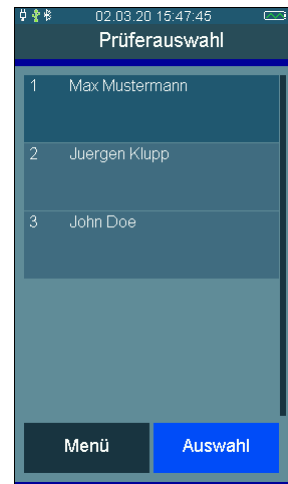 02.03.20 15:47:45
Prüferauswahl
1 Max Mustermann
2 Juergen Klupp
3 John Doe
Menü Auswahl